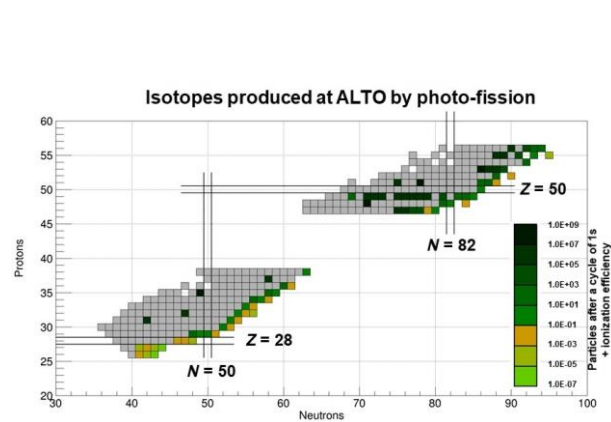 Isotopes produced at ALTO by photo-fission
60
55
50
45
40
35
30
25
20
Protons
30
40
50
60
70
80
90
100
Neutrons
Z = 50
N = 82
Z = 28
N = 50
1.0E+09
1.0E+07
1.0E+05
1.0E+03
1.0E+01
1.0E-01
1.0E-03
1.0E-05
1.0E-07
Particles after a cycle of 1s
+ ionization efficiency